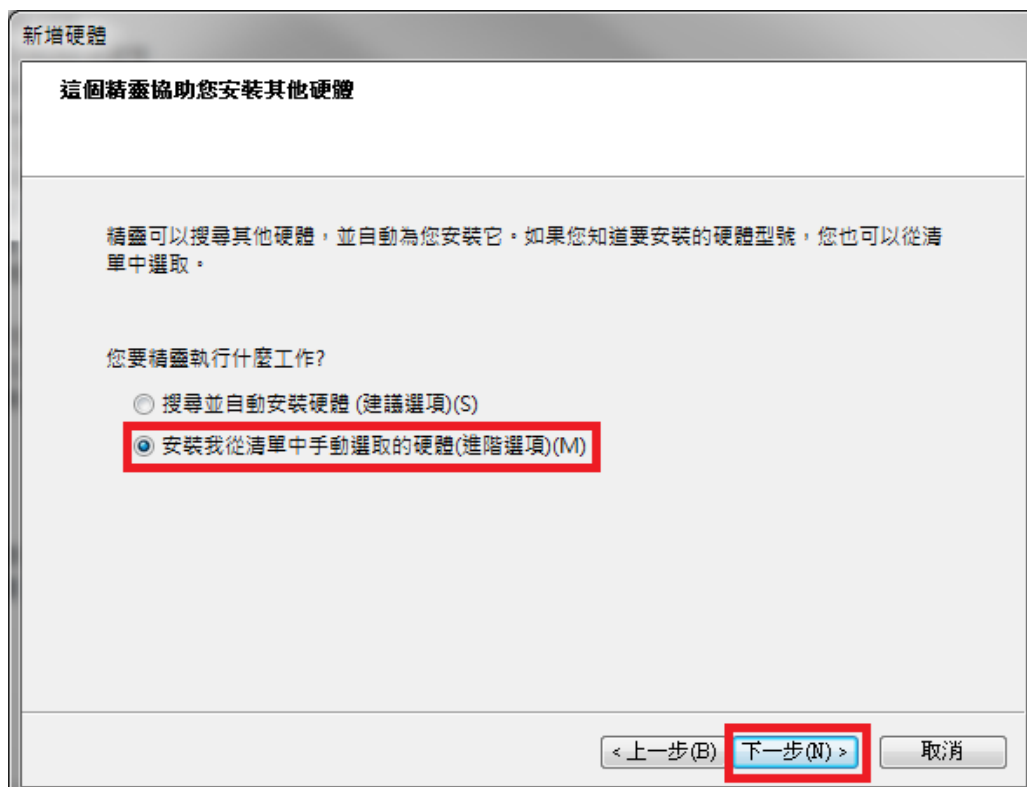 新增硬體
這個精靈協助您安裝其他硬體
精靈可以搜尋其他硬體，並自動為您安裝它。如果您知道要安裝的硬體型號，您也可以從清
單中選取。
您要精靈執行什麼工作?
搜尋並自動安裝硬體 (建議選項)(S)
安裝我從清單中手動選取的硬體(進階選項)(M)
<上一步(B) 下一步(N) > 取消